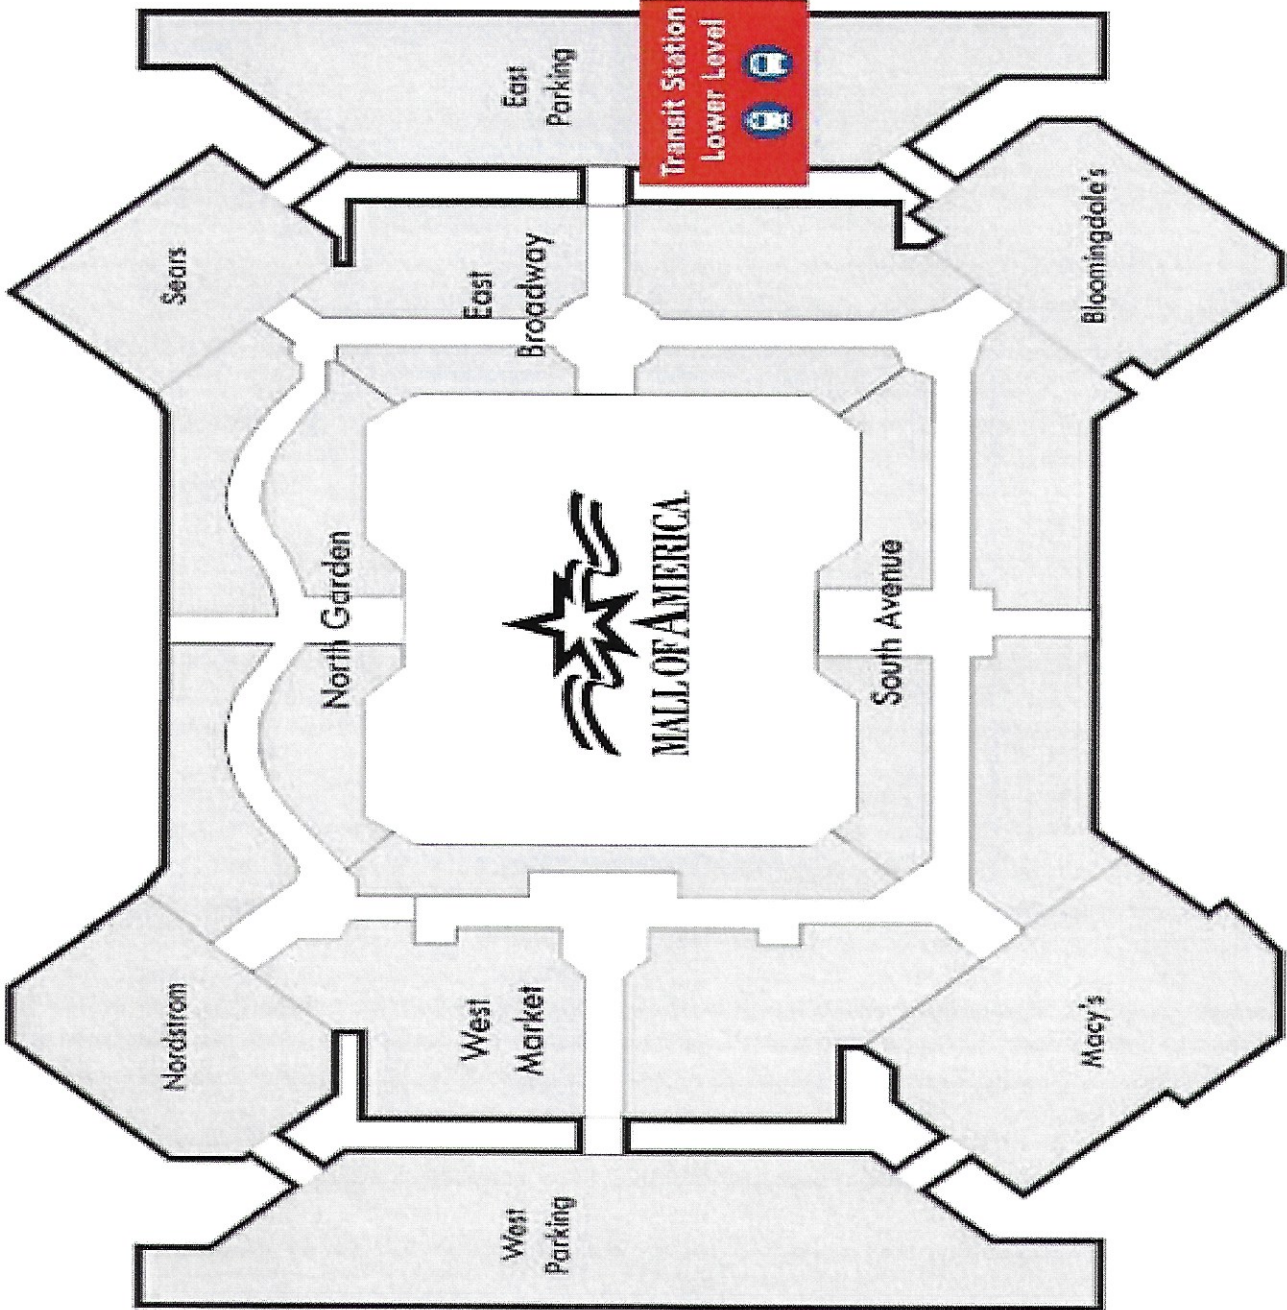 Sears
East
Parking
Transit Station
Lower Level
East
Broadway
Bloomingdale's
North Garden
MALL OF AMERICA
South Avenue
Nordstrom
West
Market
Macy's
West
Parking